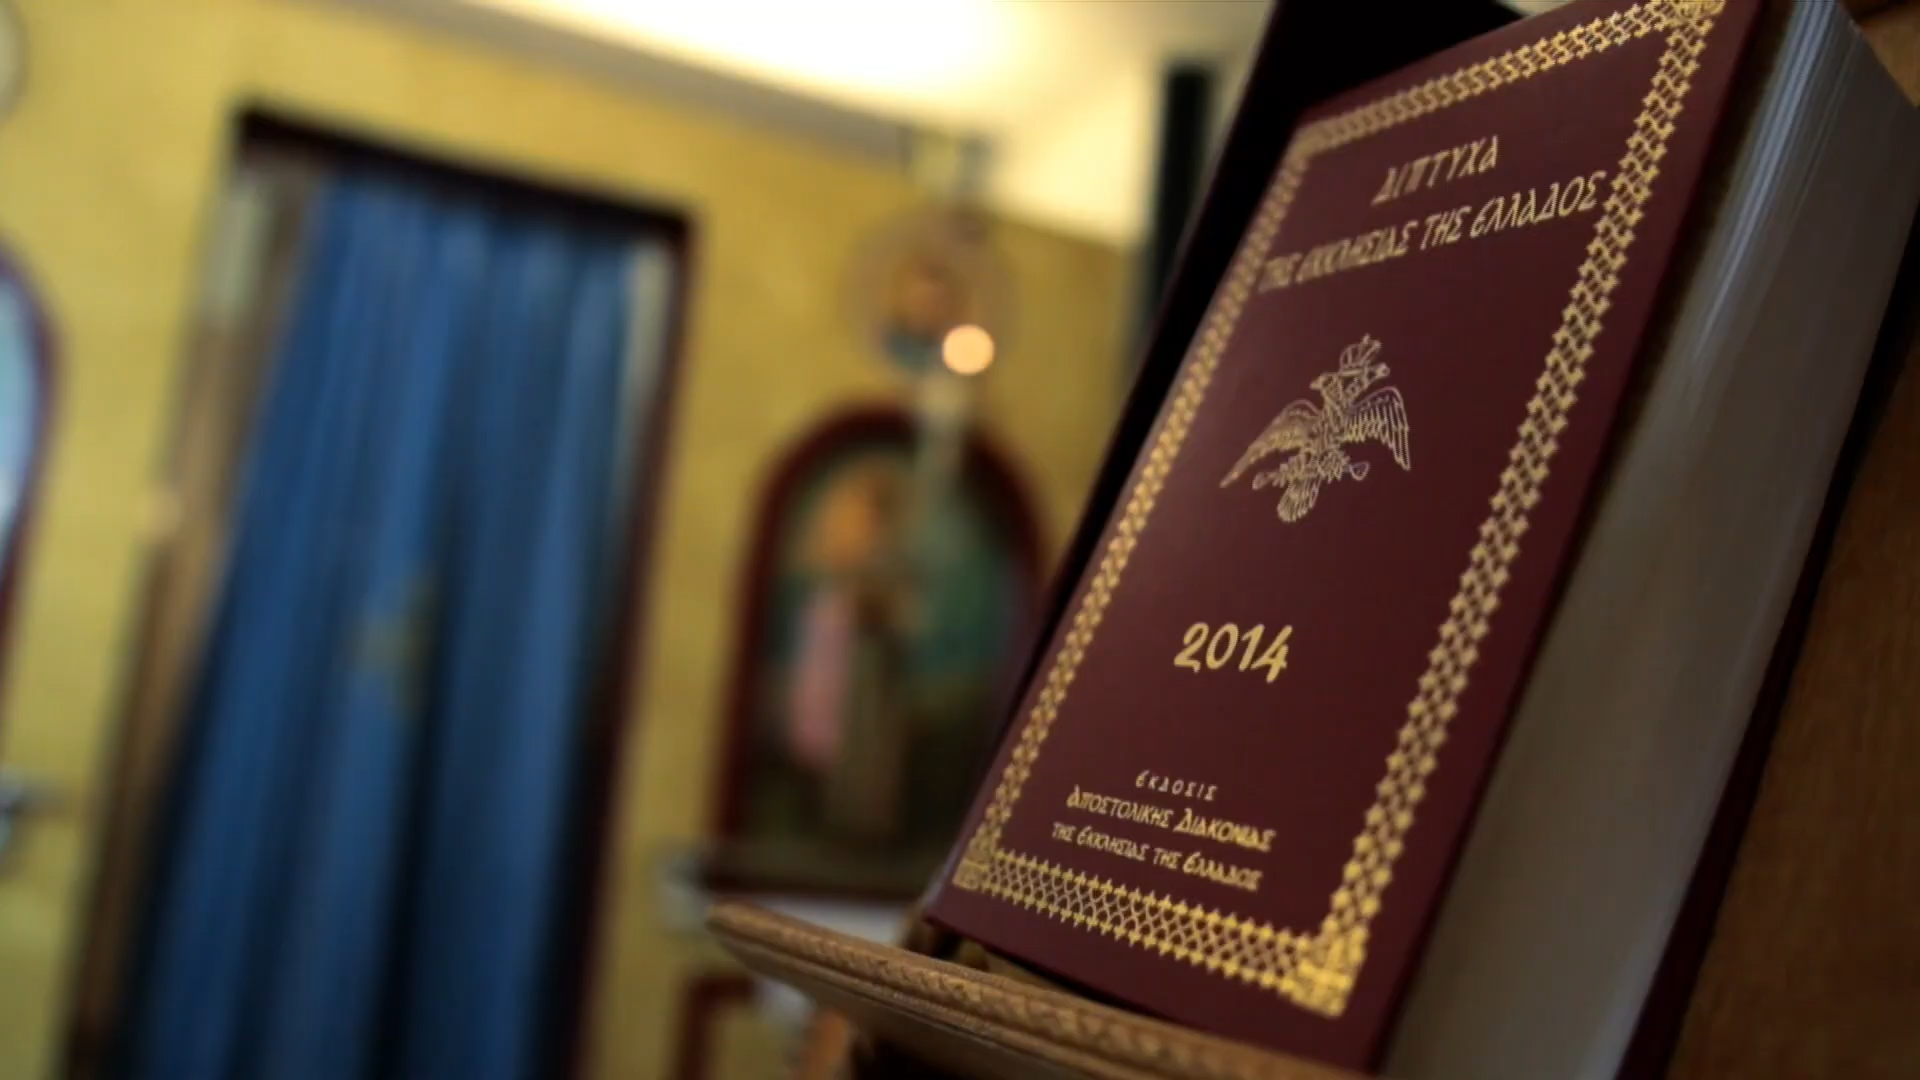 ΔΙΠΤΥΧΑ
ΤΗΣ ΕΚΚΛΗΣΙΑΣ ΤΗΣ ΕΛΛΑΔΟΣ
2014
ΕΚΔΟΣΙΣ
ΑΠΟΣΤΟΛΙΚΗΣ ΔΙΑΚΟΝΙΑΣ
ΤΗΣ ΕΚΚΛΗΣΙΑΣ ΤΗΣ ΕΛΛΑΔΟΣ